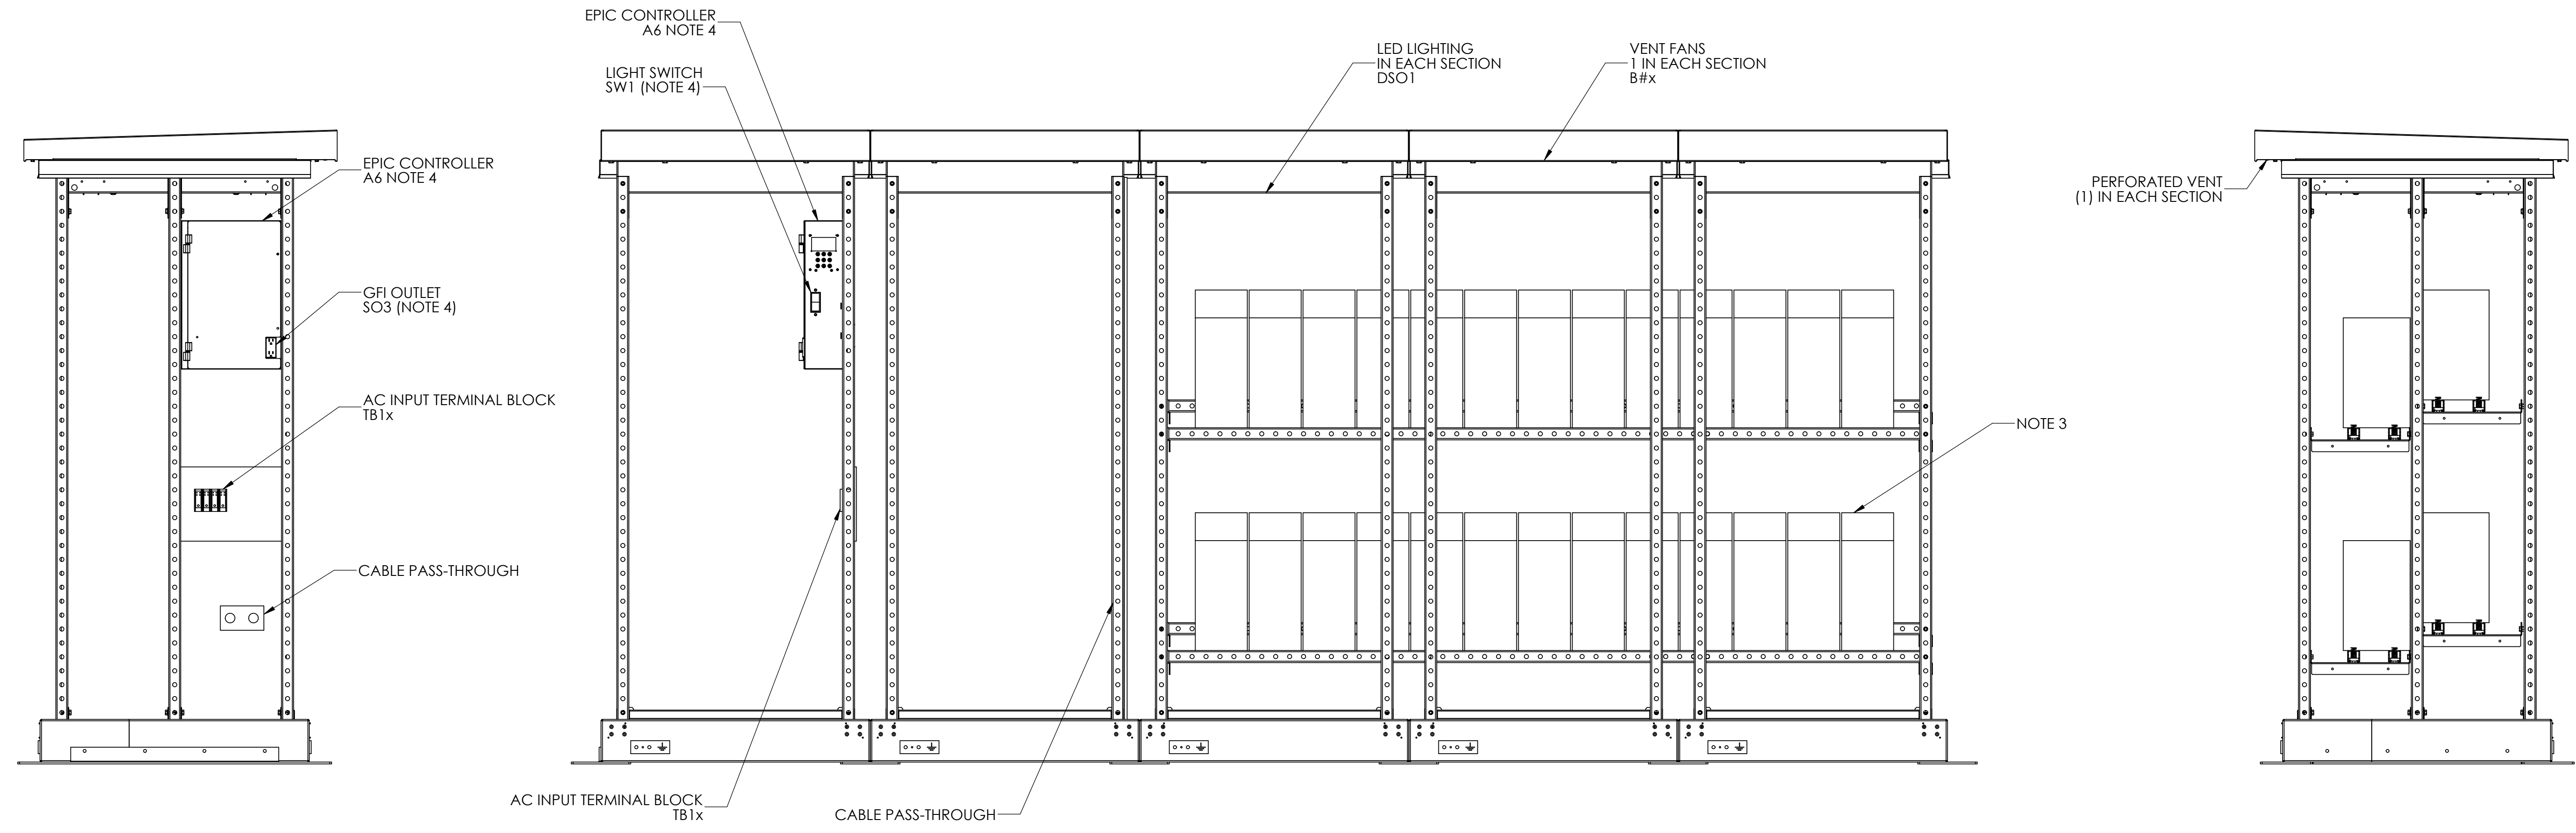 EPIC CONTROLLER
A6 NOTE 4
LIGHT SWITCH
SW1 (NOTE 4)
LED LIGHTING
IN EACH SECTION
DSO1
VENT FANS
1 IN EACH SECTION
B#x
EPIC CONTROLLER
A6 NOTE 4
GFI OUTLET
SO3 (NOTE 4)
AC INPUT TERMINAL BLOCK
TB1x
CABLE PASS-THROUGH
PERFORATED VENT
(1) IN EACH SECTION
NOTE 3
AC INPUT TERMINAL BLOCK
TB1x
CABLE PASS-THROUGH